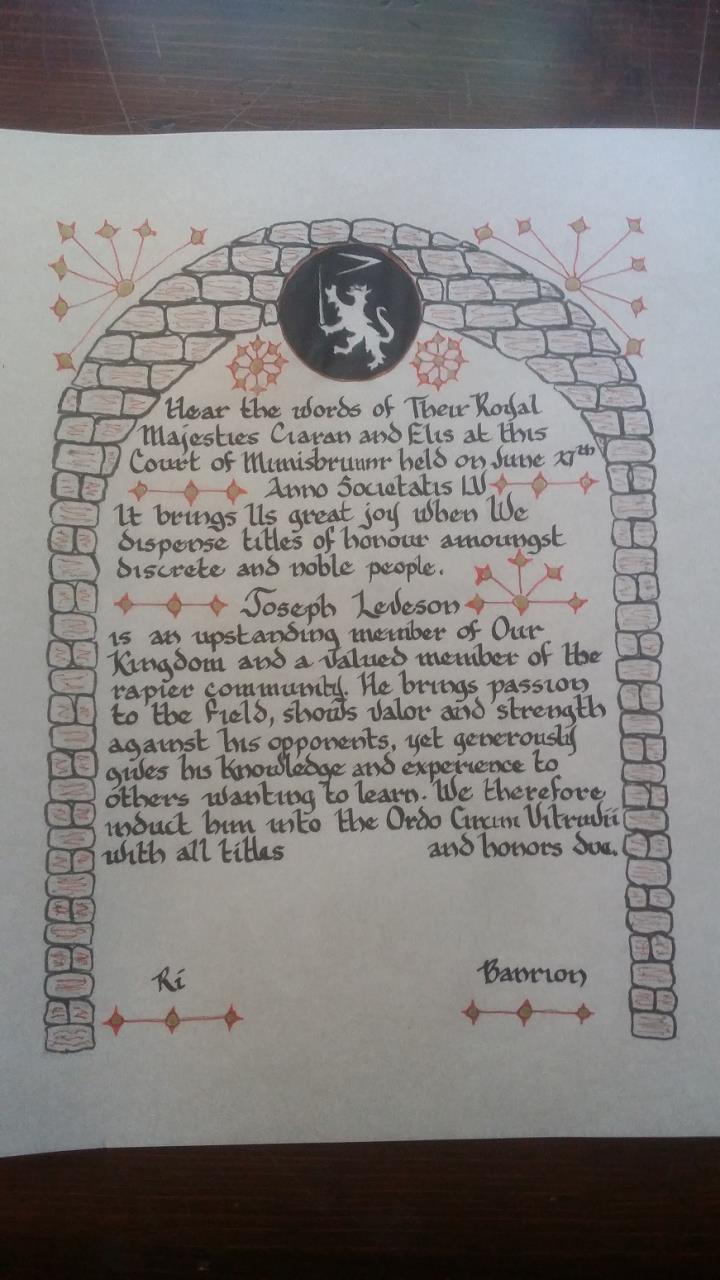 Hear the words of Their Royal
Majesties Ciaran and Elis at this
Court of Mimisbrunnr held on June XIth
Anno Societatis LV
It brings Us great joy when We
dispense titles of honour amoungst
discrete and noble people.
Joseph Leveson
is an upstanding member of Our
Kingdom and a valued member of the
rapier community. He brings passion
to the field, shows valor and strength
against his opponents, yet generously
gives his knowledge and experience to
others wanting to learn. We therefore
induct him into the Ordo Vitruvii
with all titles and honors due.
Rí Banrion